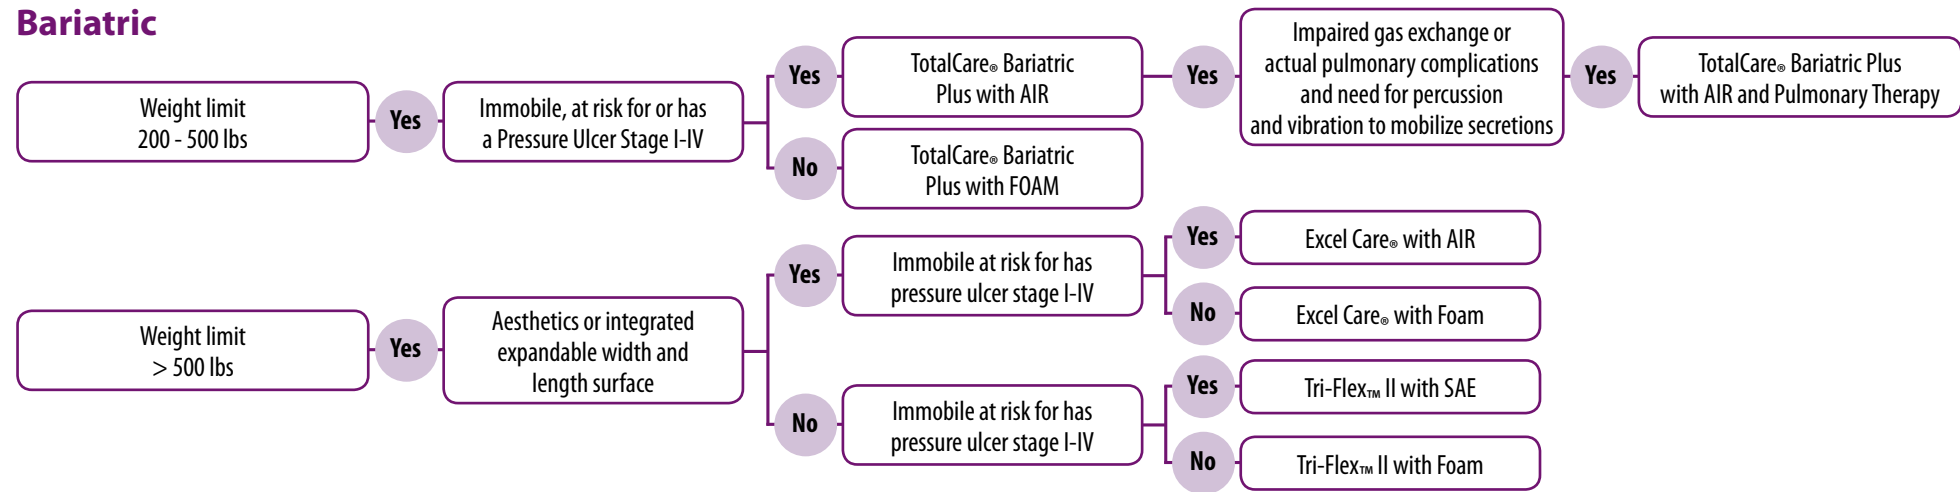 Bariatric
Weight limit
200 - 500 lbs
Yes
Immobile, at risk for or has
a Pressure Ulcer Stage I-IV
Yes
TotalCare® Bariatric
Plus with AIR
Yes
Impaired gas exchange or
actual pulmonary complications
and need for percussion
and vibration to mobilize secretions
Yes
TotalCare® Bariatric Plus
with AIR and Pulmonary Therapy
No
TotalCare® Bariatric
Plus with FOAM
Weight limit
> 500 lbs
Yes
Aesthetics or integrated
expandable width and
length surface
Yes
Immobile at risk for has
pressure ulcer stage I-IV
Yes
Excel Care® with AIR
No
Excel Care® with Foam
No
Immobile at risk for has
pressure ulcer stage I-IV
Yes
Tri-Flex™ II with SAE
No
Tri-Flex™ II with Foam